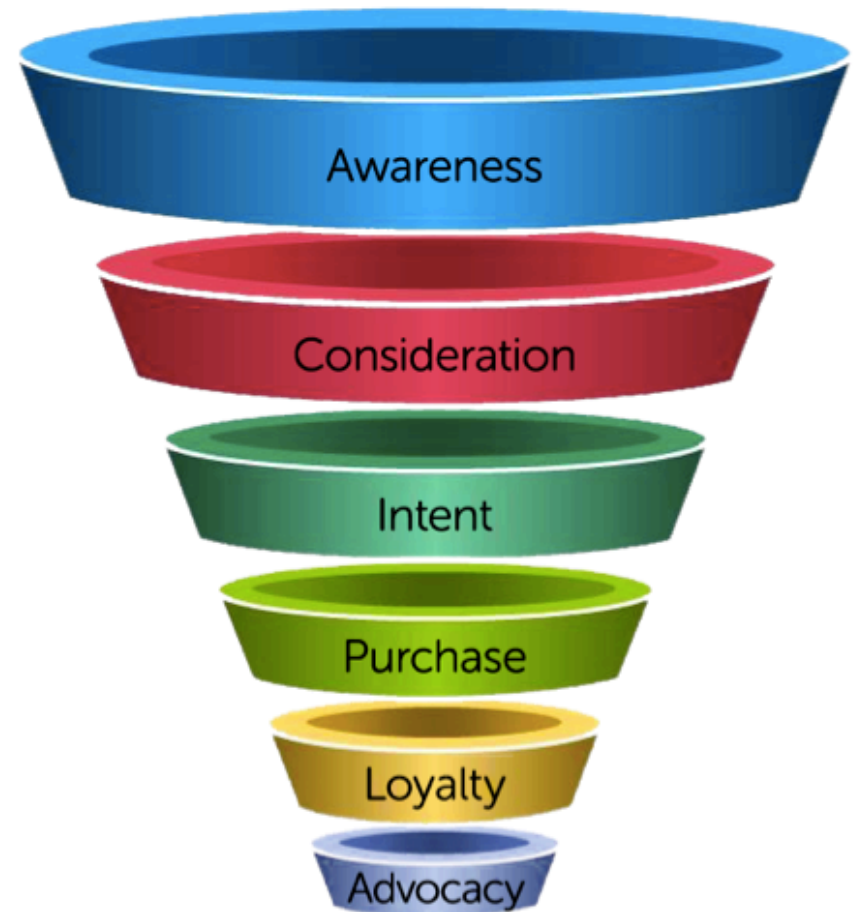 Awareness
Consideration
Intent
Purchase
Loyalty
Advocacy